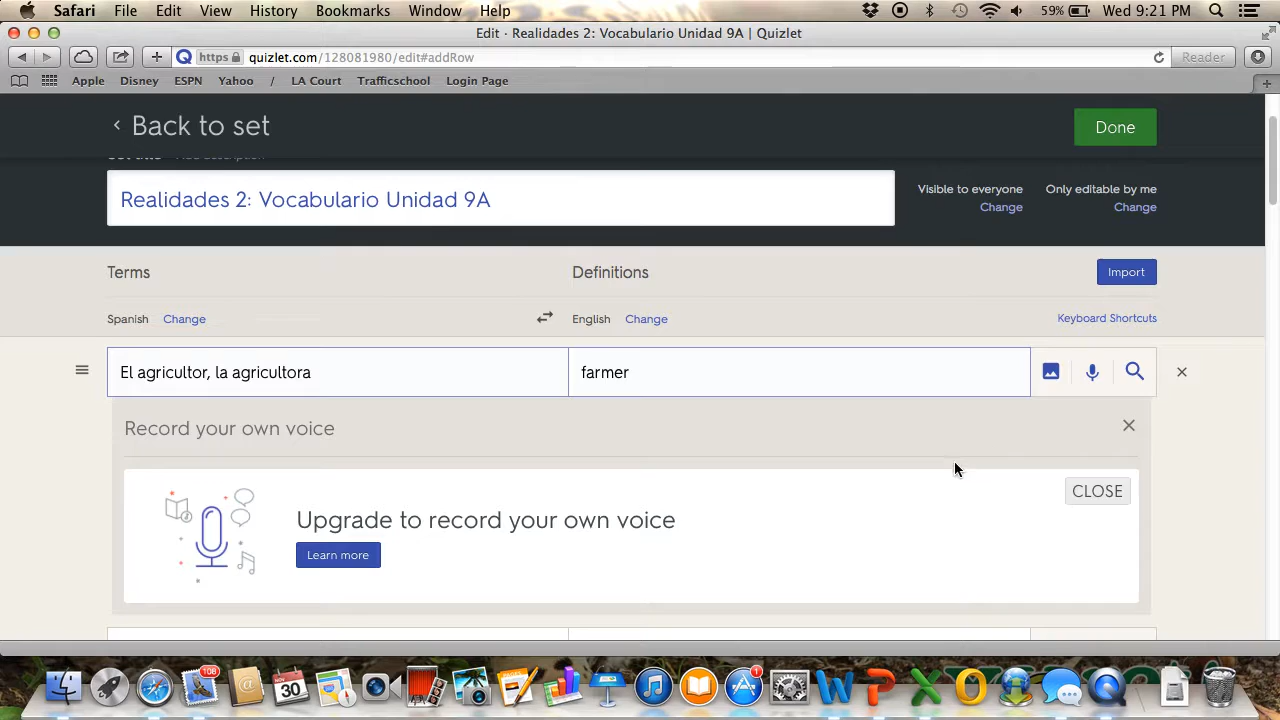 Safari File Edit View History Bookmarks Window Help 59% Wed 9:21 PM
Edit · Realidades 2: Vocabulario Unidad 9A | Quizlet
https quizlet.com/128081980/edit#addRow Reader
Apple Disney ESPN Yahoo / LA Court Trafficschool Login Page
Back to set Done
Realidades 2: Vocabulario Unidad 9A
Visible to everyone Only editable by me
Change Change
Terms Definitions Import
Spanish Change English Change Keyboard Shortcuts
El agricultor, la agricultora farmer
Record your own voice
CLOSE
Upgrade to record your own voice
Learn more
108
NOV
30
1